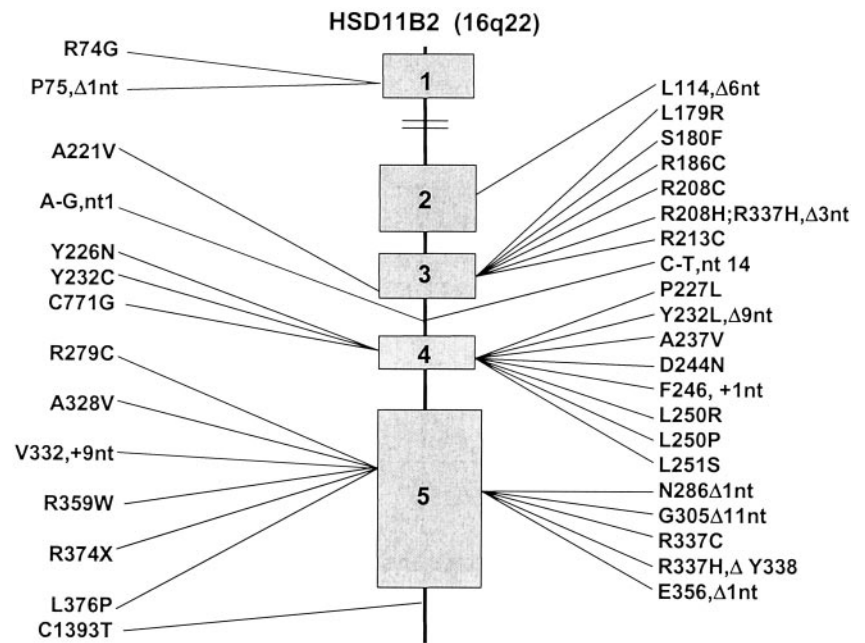 HSD11B2 (16q22)
R74G
P75,Δ1nt
A221V
A-G,nt1
Y226N
Y232C
C771G
R279C
A328V
V332,+9nt
R359W
R374X
L376P
C1393T
1
2
3
4
5
L114,Δ6nt
L179R
S180F
R186C
R208C
R208H;R337H,Δ3nt
R213C
C-T,nt 14
P227L
Y232L,Δ9nt
A237V
D244N
F246, +1nt
L250R
L250P
L251S
N286Δ1nt
G305Δ11nt
R337C
R337H,Δ Y338
E356,Δ1nt